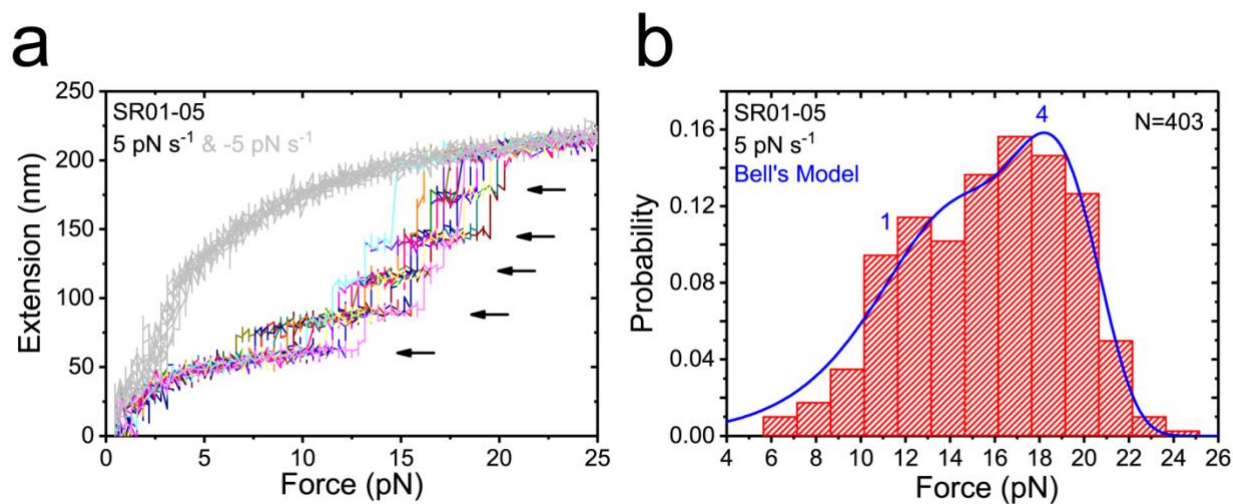 a
250
200
150
100
50
0
Extension (nm)
SR01-05
5 pN s⁻¹ & -5 pN s⁻¹
0 5 10 15 20 25
Force (pN)
b
0.16
0.12
0.08
0.04
0.00
Probability
SR01-05
5 pN s⁻¹
Bell's Model
1
4
N=403
4 6 8 10 12 14 16 18 20 22 24 26
Force (pN)